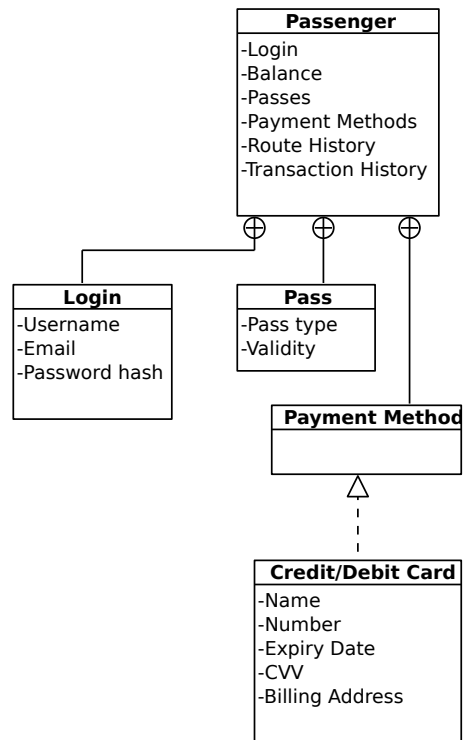 Passenger
-Login
-Balance
-Passes
-Payment Methods
-Route History
-Transaction History
Login
-Username
-Email
-Password hash
Pass
-Pass type
-Validity
Payment Method
Credit/Debit Card
-Name
-Number
-Expiry Date
-CVV
-Billing Address